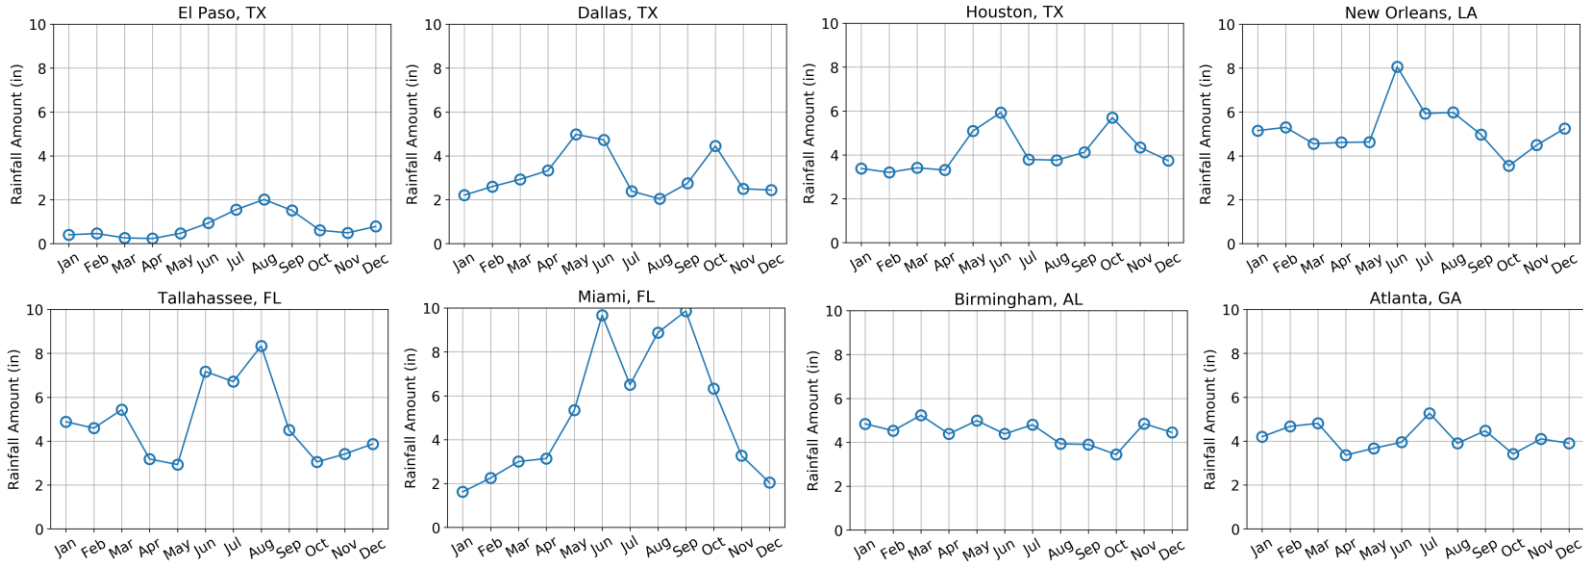 El Paso, TX
Rainfall Amount (in)
10
8
6
4
2
0
Jan Feb Mar Apr May Jun Jul Aug Sep Oct Nov Dec
Dallas, TX
Rainfall Amount (in)
10
8
6
4
2
0
Jan Feb Mar Apr May Jun Jul Aug Sep Oct Nov Dec
Houston, TX
Rainfall Amount (in)
10
8
6
4
2
0
Jan Feb Mar Apr May Jun Jul Aug Sep Oct Nov Dec
New Orleans, LA
Rainfall Amount (in)
10
8
6
4
2
0
Jan Feb Mar Apr May Jun Jul Aug Sep Oct Nov Dec
Tallahassee, FL
Rainfall Amount (in)
10
8
6
4
2
0
Jan Feb Mar Apr May Jun Jul Aug Sep Oct Nov Dec
Miami, FL
Rainfall Amount (in)
10
8
6
4
2
0
Jan Feb Mar Apr May Jun Jul Aug Sep Oct Nov Dec
Birmingham, AL
Rainfall Amount (in)
10
8
6
4
2
0
Jan Feb Mar Apr May Jun Jul Aug Sep Oct Nov Dec
Atlanta, GA
Rainfall Amount (in)
10
8
6
4
2
0
Jan Feb Mar Apr May Jun Jul Aug Sep Oct Nov Dec